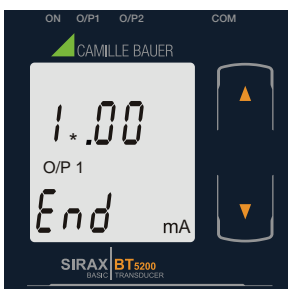 ON O/P1 O/P2 COM
CAMILLE BAUER
1*.00
O/P 1
End mA
SIRAX BT5200
BASIC TRANSDUCER